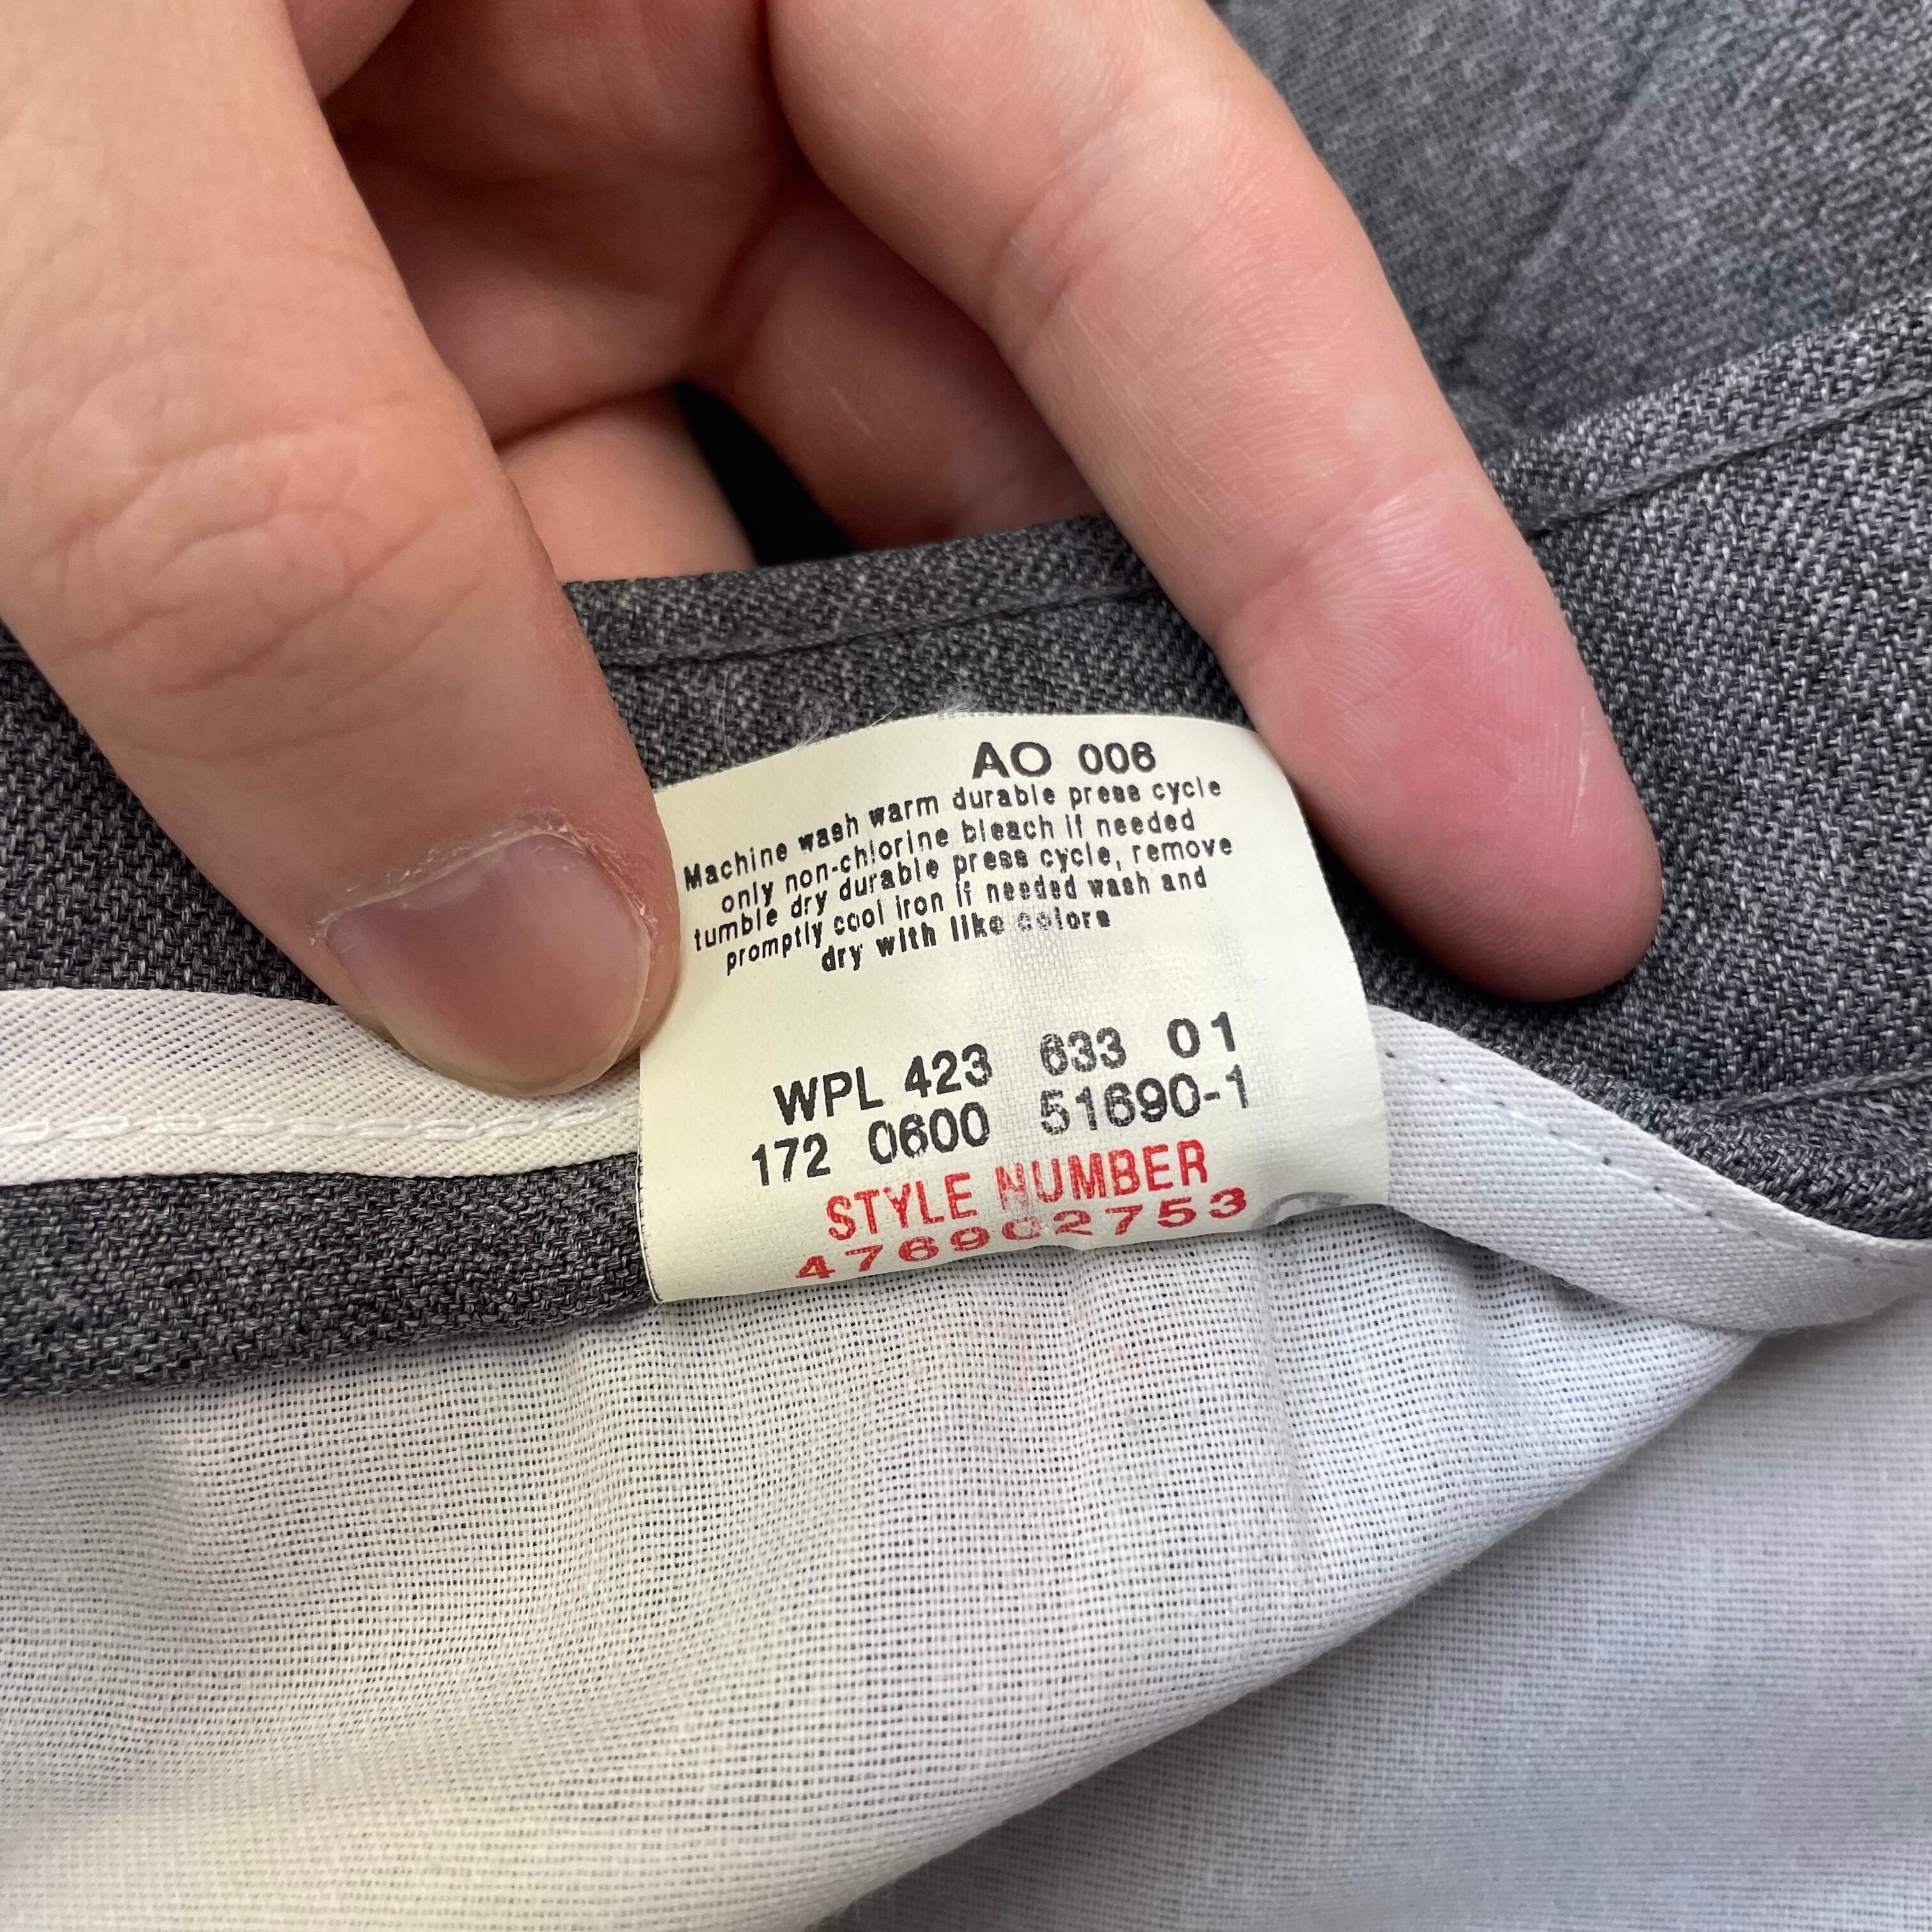 AO 006
Machine wash warm durable press cycle
only non-chlorine bleach if needed
tumble dry durable press cycle, remove
promptly cool iron if needed wash and
dry with like colors
WPL 423 633 01
172 0600 51690-1
STYLE NUMBER
476902753